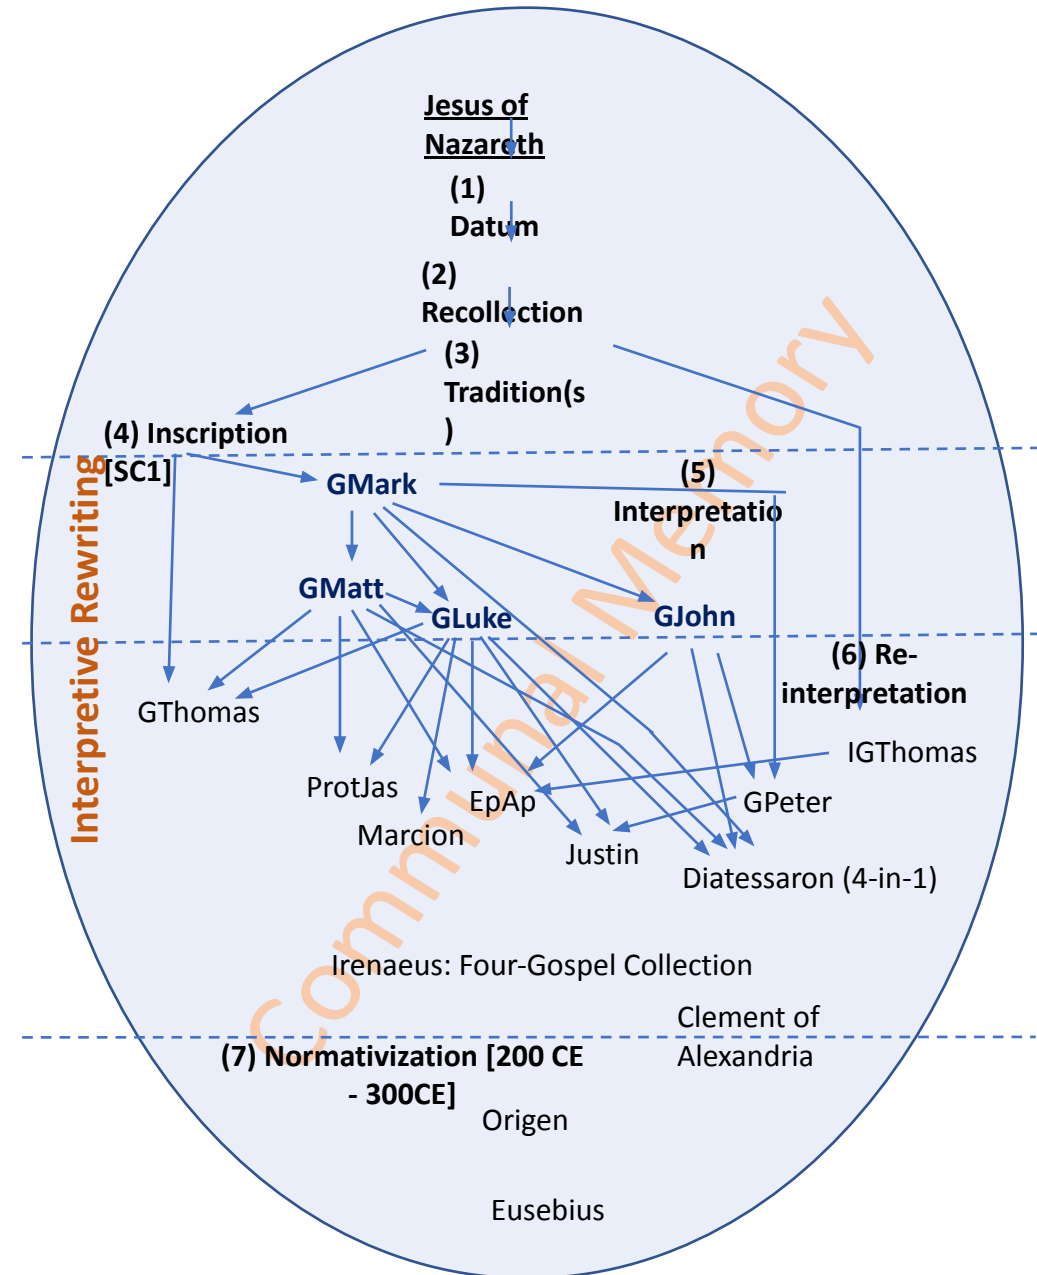 Jesus of
Nazareth
(1)
Datum
(2)
Recollection
(3)
Tradition(s
)
(4) Inscription
[SC1]
GMark
(5)
Interpretatio
n
GMatt
GLuke
GJohn
(6) Re-
interpretation
GThomas
IGThomas
ProtJas
EpAp
GPeter
Marcion
Justin
Diatessaron (4-in-1)
Irenaeus: Four-Gospel Collection
Clement of
Alexandria
(7) Normativization [200 CE
- 300CE]
Origen
Eusebius
Interpretive Rewriting
Communal Memory